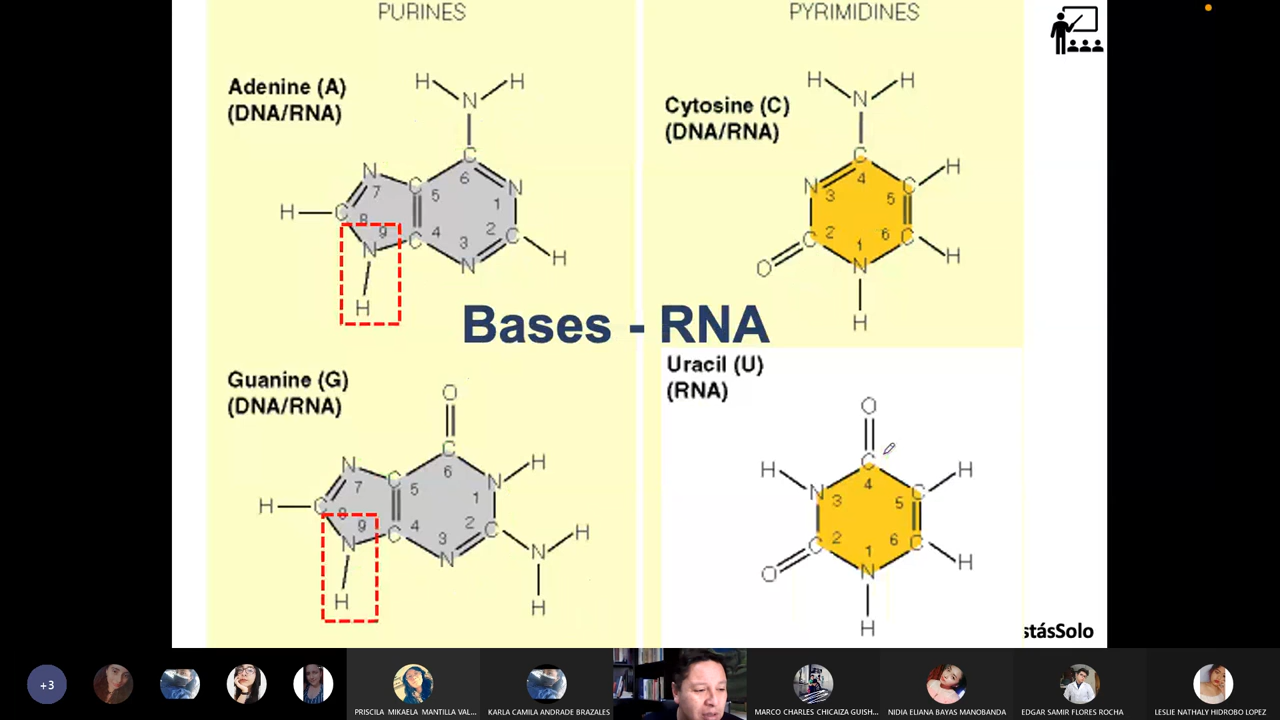 PURINES
PYRIMIDINES
Adenine (A)
(DNA/RNA)
H H
N
C
N
C
6
N
7
5
1
H
C
8
9
4
2
C
C
3
N
N
H
H
Cytosine (C)
(DNA/RNA)
H H
N
C
4
N
3
C
5
H
C
2
6
C
1
O
N
H
H
Bases - RNA
Guanine (G)
(DNA/RNA)
O
C
6
H
N
7
C
5
N
1
H
C
8
9
4
2
C
H
N
C
3
N
N
H
H
Uracil (U)
(RNA)
O
C
4
H
H
N
3
C
5
C
2
6
C
1
O
N
H
H
stásSolo
+3
PRISCILA MIKAELA MANTILLA VAL...
KARLA CAMILA ANDRADE BRAZALES
MARCO CHARLES CHICAIZA GUISH...
NIDIA ELIANA BAYAS MANOBANDA
EDGAR SAMIR FLORES ROCHA
LESLIE NATHALY HIDROBO LOPEZ